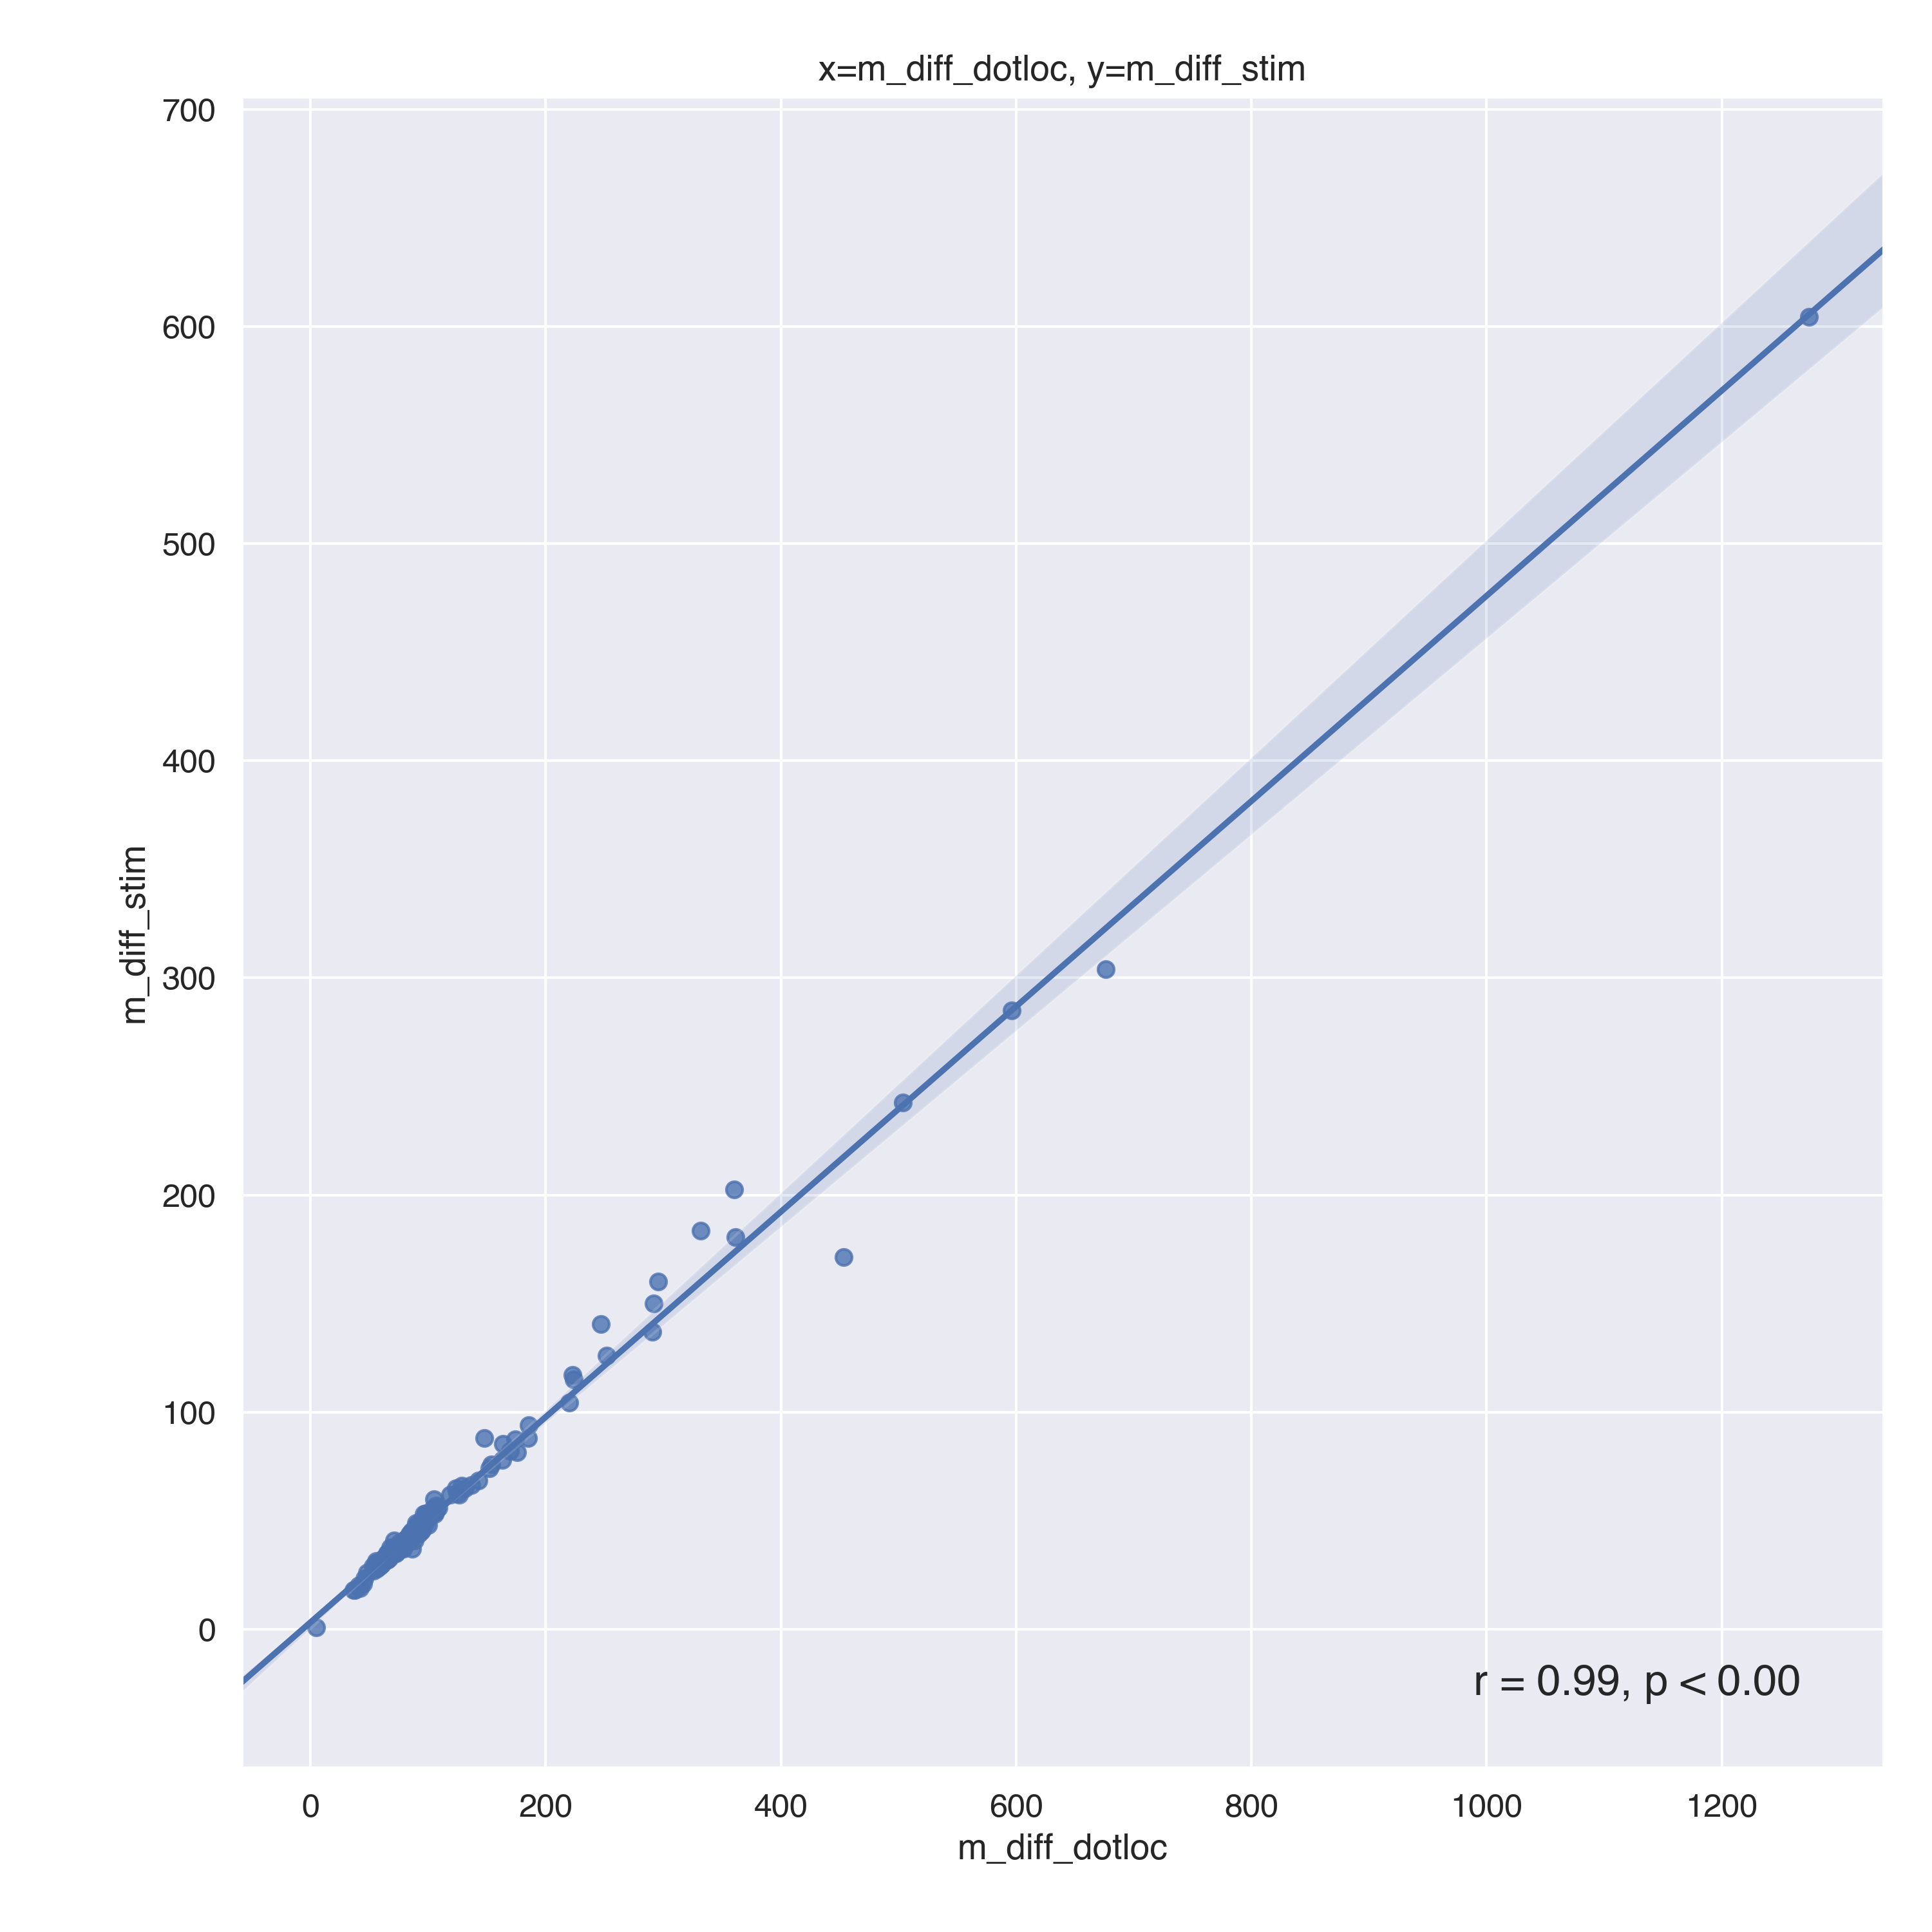 x=m_diff_dotloc, y=m_diff_stim
700
600
500
400
300
200
100
0
m_diff_stim
r = 0.99, p < 0.00
0 200 400 600 800 1000 1200
m_diff_dotloc